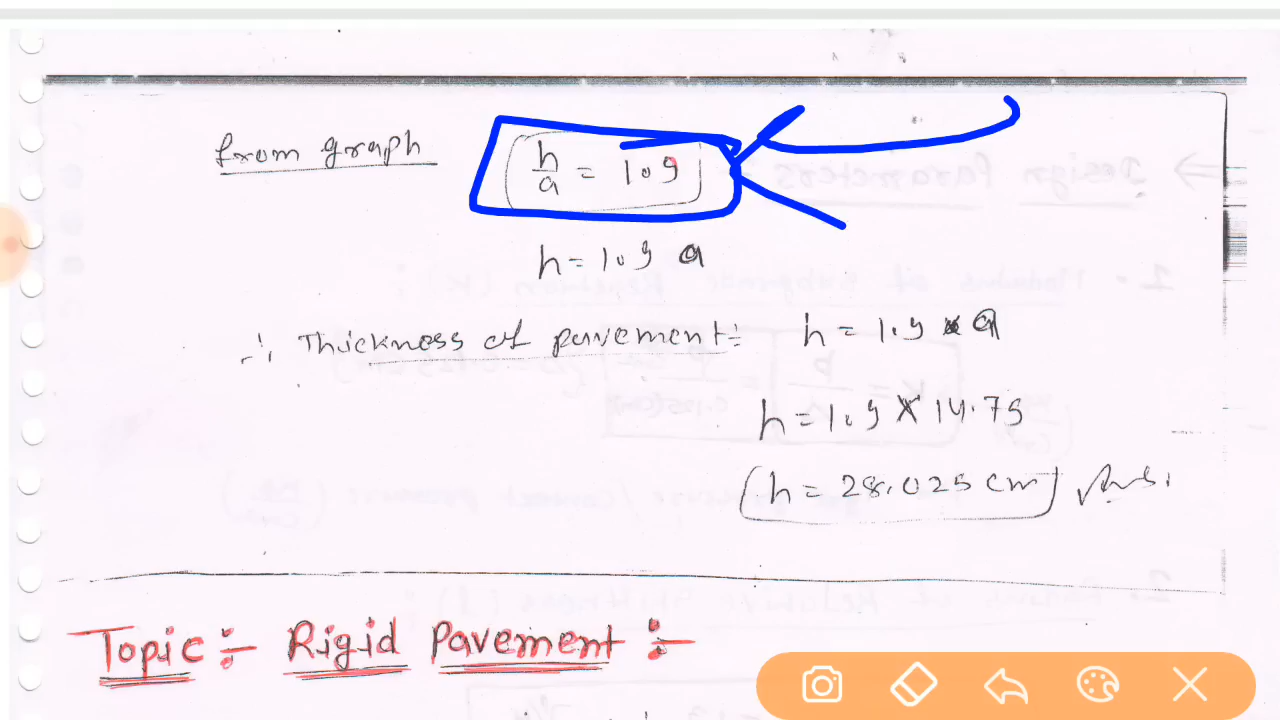 from graph h/a = 1.9
h = 1.9 a
∴ Thickness of pavement:- h = 1.9 × a
h = 1.9 × 14.75
h = 28.025 cm Ans.
Topic :- Rigid Pavement :-